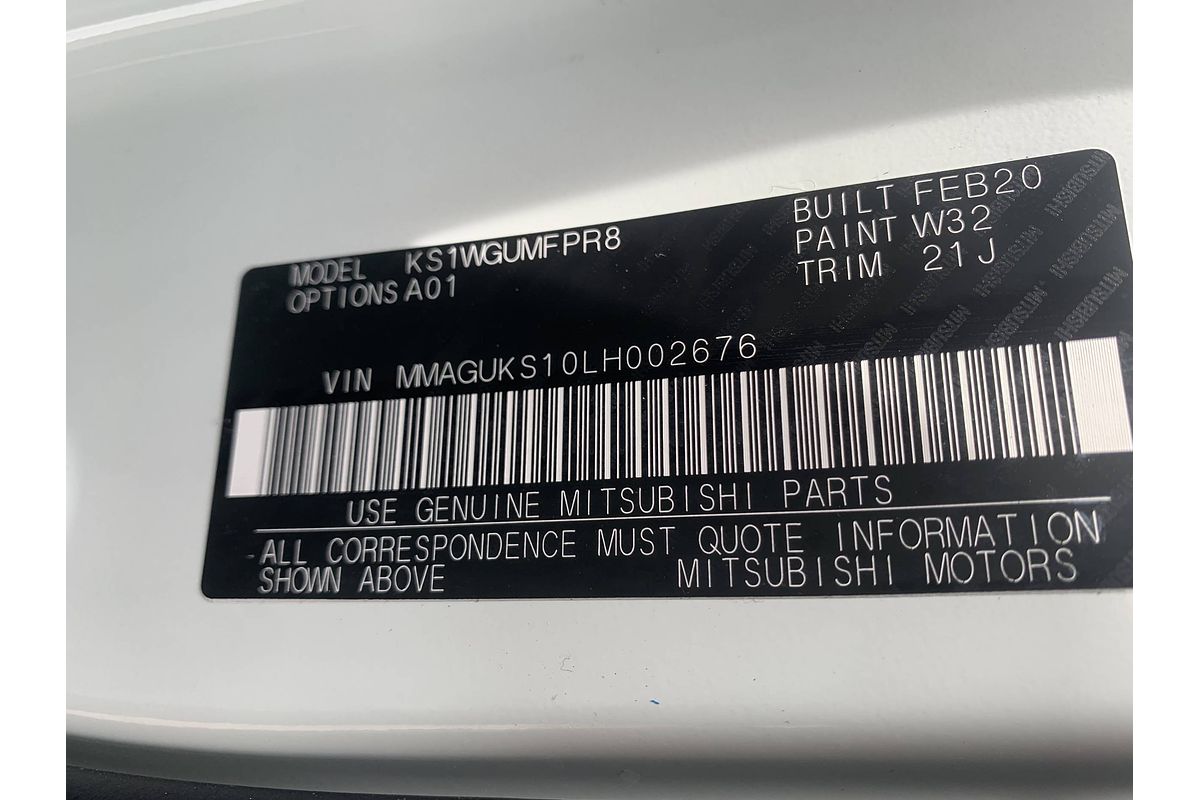 MODEL KS1WGUMFPR8
OPTIONS A01
BUILT FEB20
PAINT W32
TRIM 21J
VIN MMAGUKS10LH002676
USE GENUINE MITSUBISHI PARTS
ALL CORRESPONDENCE MUST QUOTE INFORMATION
SHOWN ABOVE MITSUBISHI MOTORS